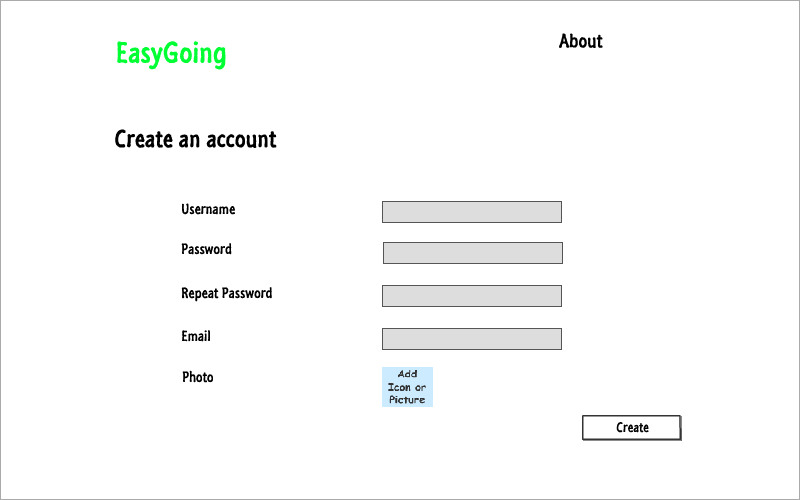 EasyGoing
About
Create an account
Username
Password
Repeat Password
Email
Photo
Add
Icon or
Picture
Create